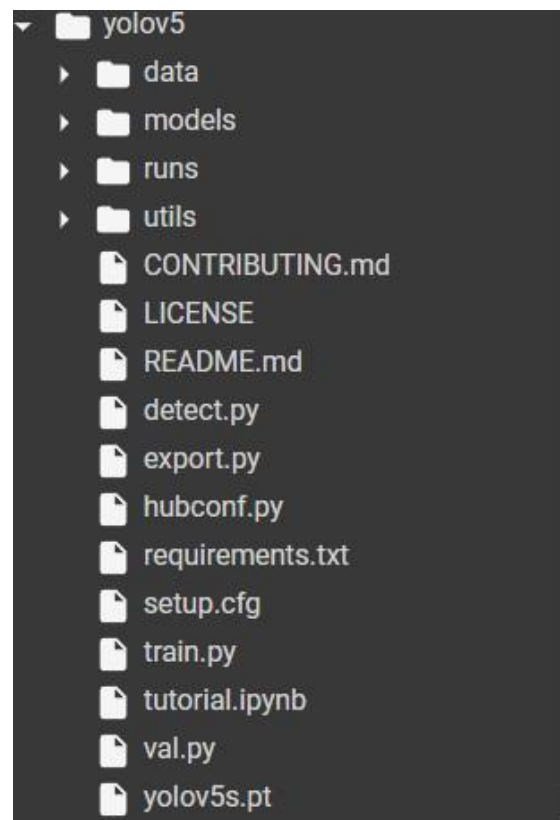 yolov5
data
models
runs
utils
CONTRIBUTING.md
LICENSE
README.md
detect.py
export.py
hubconf.py
requirements.txt
setup.cfg
train.py
tutorial.ipynb
val.py
yolov5s.pt